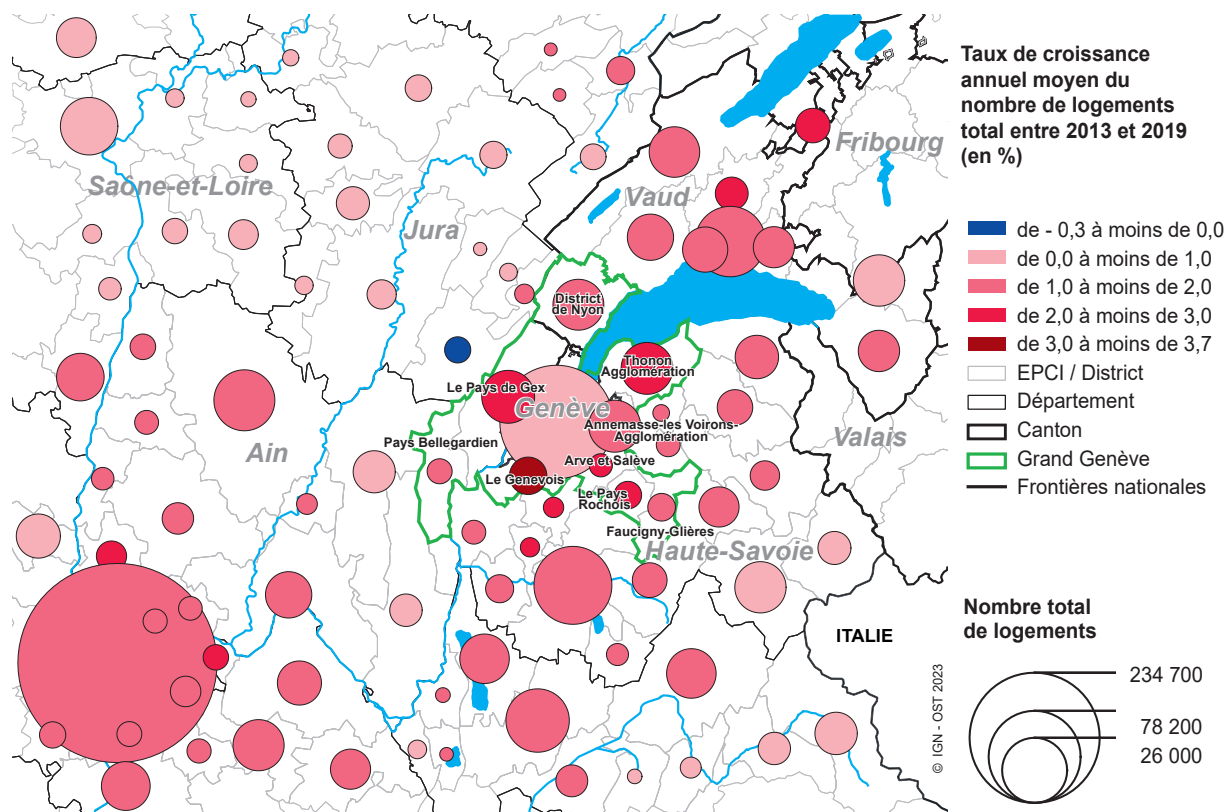 Taux de croissance
annuel moyen du
nombre de logements
total entre 2013 et 2019
(en %)
de - 0,3 à moins de 0,0
de 0,0 à moins de 1,0
de 1,0 à moins de 2,0
de 2,0 à moins de 3,0
de 3,0 à moins de 3,7
EPCI / District
Département
Canton
Grand Genève
Frontières nationales
Nombre total
de logements
234 700
78 200
26 000
© IGN - OST 2023
Fribourg
Saône-et-Loire
Vaud
Jura
District
de Nyon
Thonon
Agglomération
Le Pays de Gex
Genève
Annemasse-les Voirons-
Agglomération
Valais
Pays Bellegardien
Ain
Arve et Salève
Le Genevois
Le Pays
Rochois
Faucigny-Glières
Haute-Savoie
ITALIE